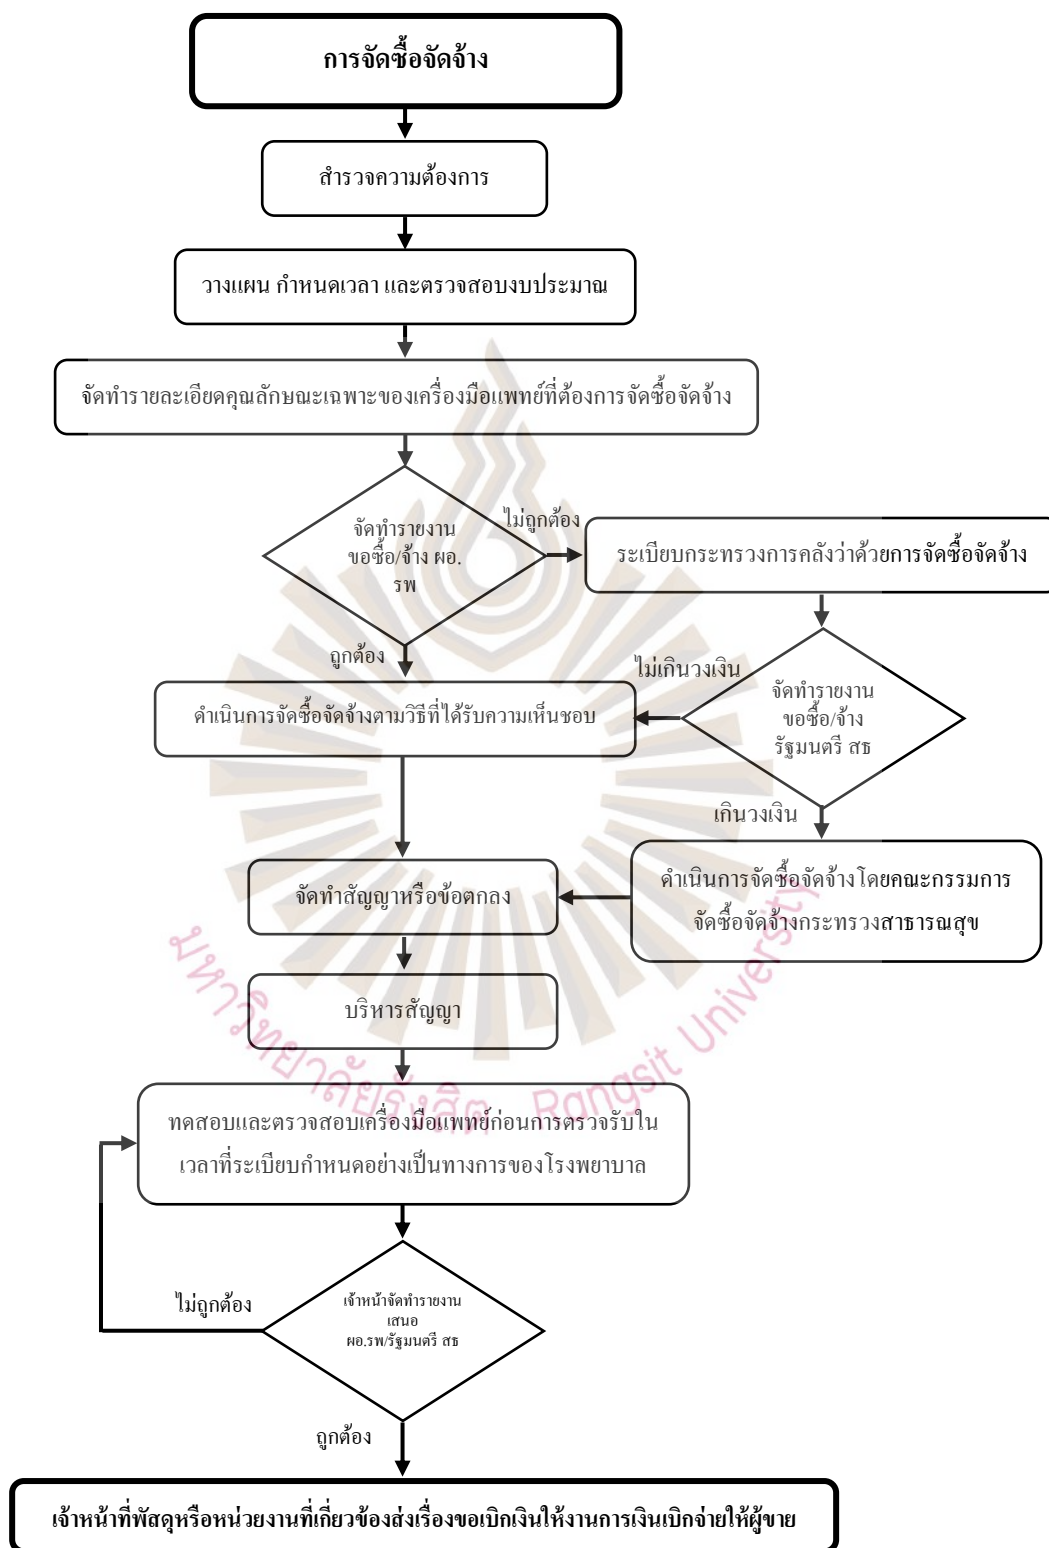 การจัดซื้อจัดจ้าง
สำรวจความต้องการ
วางแผน กำหนดเวลา และตรวจสอบงบประมาณ
จัดทำรายละเอียดคุณลักษณะเฉพาะของเครื่องมือแพทย์ที่ต้องการจัดซื้อจัดจ้าง
จัดทำรายงาน
ขอซื้อ/จ้าง ผอ.
รพ
ไม่ถูกต้อง
ระเบียบกระทรวงการคลังว่าด้วยการจัดซื้อจัดจ้าง
ถูกต้อง
ไม่เกินวงเงิน
จัดทำรายงาน
ขอซื้อ/จ้าง
รัฐมนตรี สธ
ดำเนินการจัดซื้อจัดจ้างตามวิธีที่ได้รับความเห็นชอบ
เกินวงเงิน
ดำเนินการจัดซื้อจัดจ้างโดยคณะกรรมการ
จัดซื้อจัดจ้างกระทรวงสาธารณสุข
จัดทำสัญญาหรือข้อตกลง
บริหารสัญญา
มหาวิทยาลัยรังสิต Rangsit University
ทดสอบและตรวจสอบเครื่องมือแพทย์ก่อนการตรวจรับใน
เวลาที่ระเบียบกำหนดอย่างเป็นทางการของโรงพยาบาล
เจ้าหน้าจัดทำรายงาน
เสนอ
ผอ.รพ/รัฐมนตรี สธ
ไม่ถูกต้อง
ถูกต้อง
เจ้าหน้าที่พัสดุหรือหน่วยงานที่เกี่ยวข้องส่งเรื่องขอเบิกเงินให้งานการเงินเบิกจ่ายให้ผู้ขาย